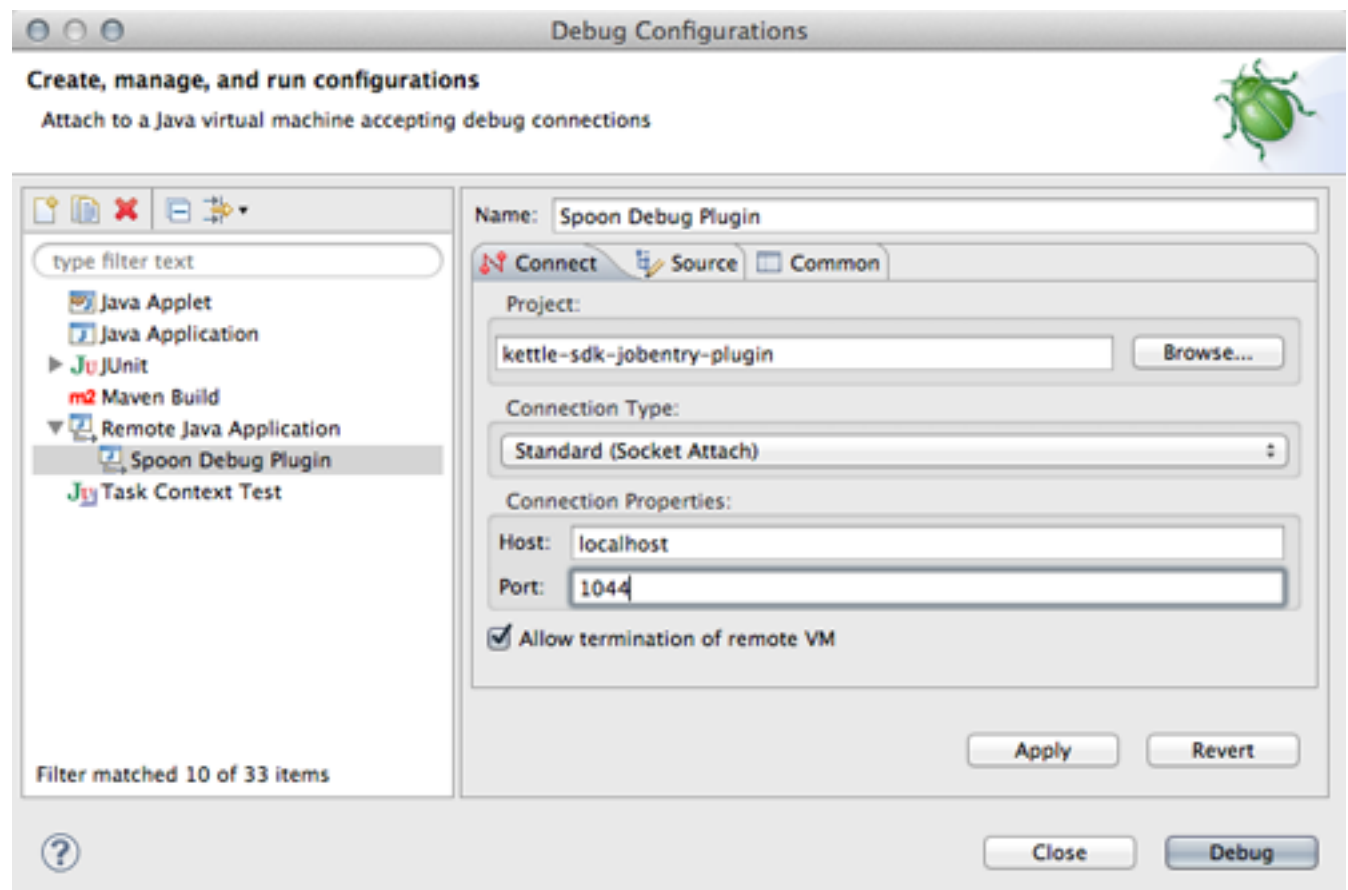 Debug Configurations
Create, manage, and run configurations
Attach to a Java virtual machine accepting debug connections
type filter text
Java Applet
Java Application
JU JUnit
m2 Maven Build
Remote Java Application
Spoon Debug Plugin
Task Context Test
Filter matched 10 of 33 items
Name: Spoon Debug Plugin
Connect Source Common
Project:
kettle-sdk-jobentry-plugin Browse...
Connection Type:
Standard (Socket Attach)
Connection Properties:
Host: localhost
Port: 1044
Allow termination of remote VM
Apply Revert
? Close Debug